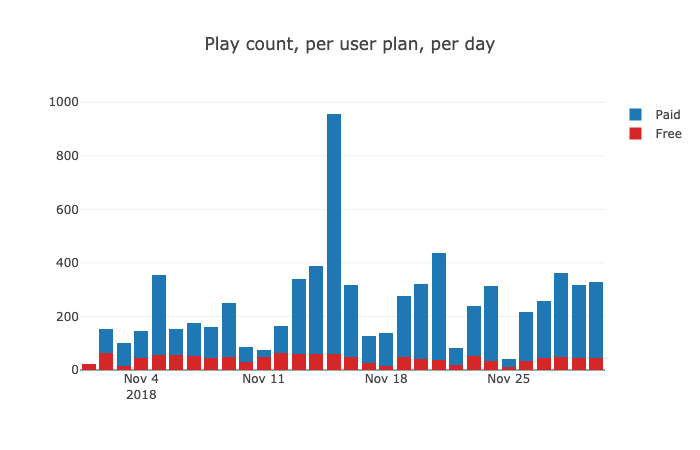 Play count, per user plan, per day
1000
800
600
400
200
0
Nov 4
2018
Nov 11
Nov 18
Nov 25
Paid
Free